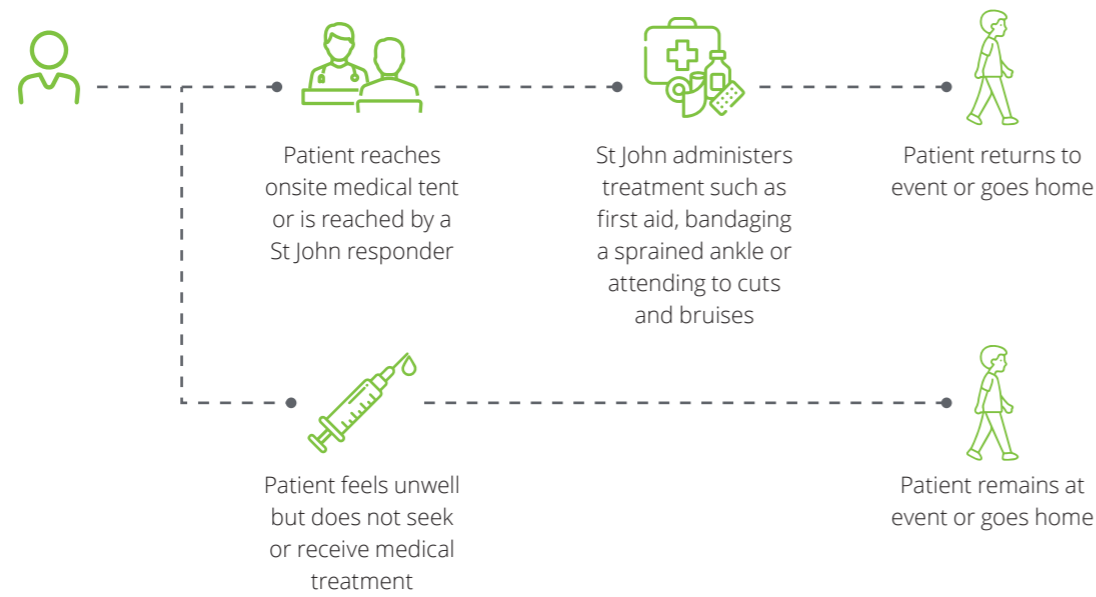 Patient reaches
onsite medical tent
or is reached by a
St John responder
St John administers
treatment such as
first aid, bandaging
a sprained ankle or
attending to cuts
and bruises
Patient returns to
event or goes home
Patient feels unwell
but does not seek
or receive medical
treatment
Patient remains at
event or goes home